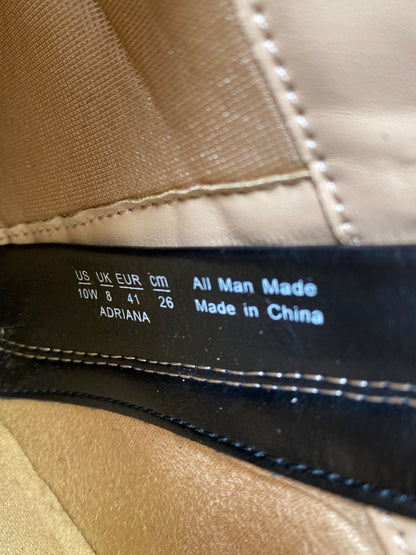 US UK EUR cm
10W 8 41 26
ADRIANA
All Man Made
Made in China